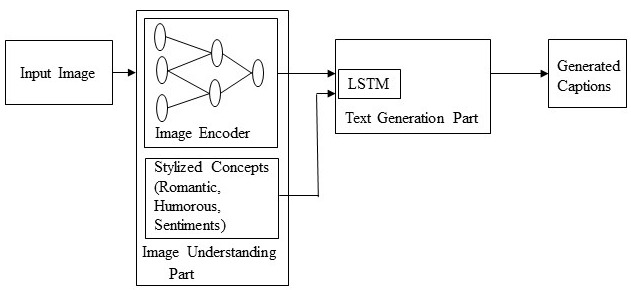 Input Image
Image Encoder
Stylized Concepts
(Romantic,
Humorous,
Sentiments)
Image Understanding
Part
LSTM
Text Generation Part
Generated
Captions